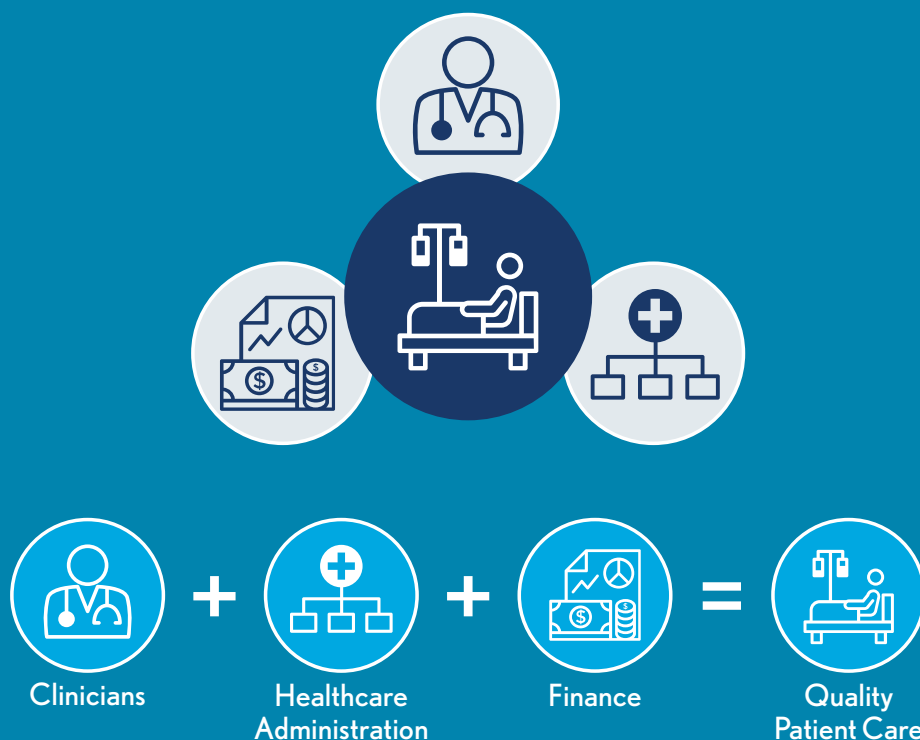 Clinicians
Healthcare
Administration
Finance
Quality
Patient Care